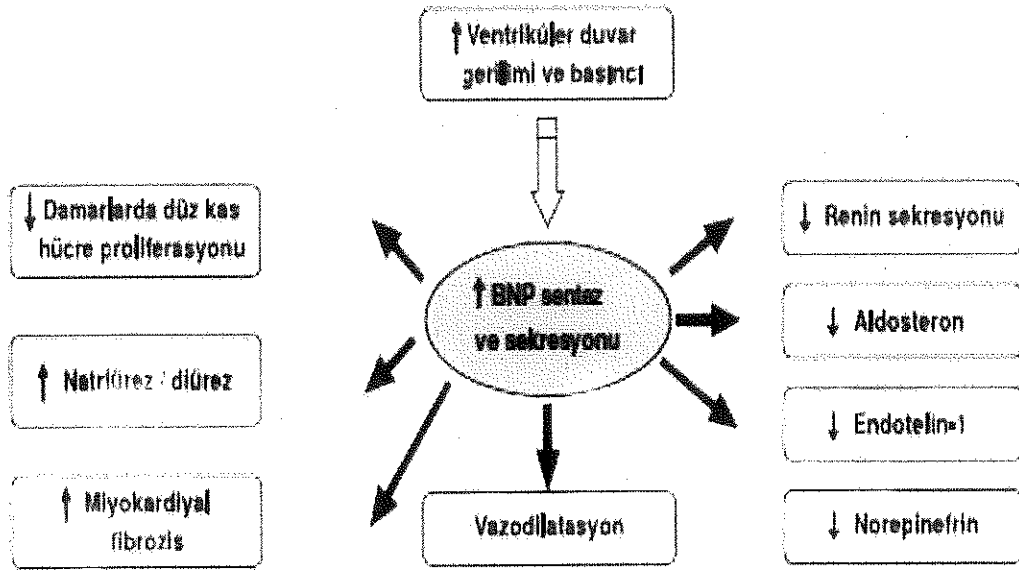 ↑ Ventriküler duvar
gerilimi ve basıncı
↓ Damarlarda düz kas
hücre proliferasyonu
↑ Natriürez / diürez
↑ Miyokardiyal
fibrozis
↑ BNP sentez
ve sekresyonu
Vazodilatasyon
↓ Renin sekresyonu
↓ Aldosteron
↓ Endotelin-1
↓ Norepinefrin